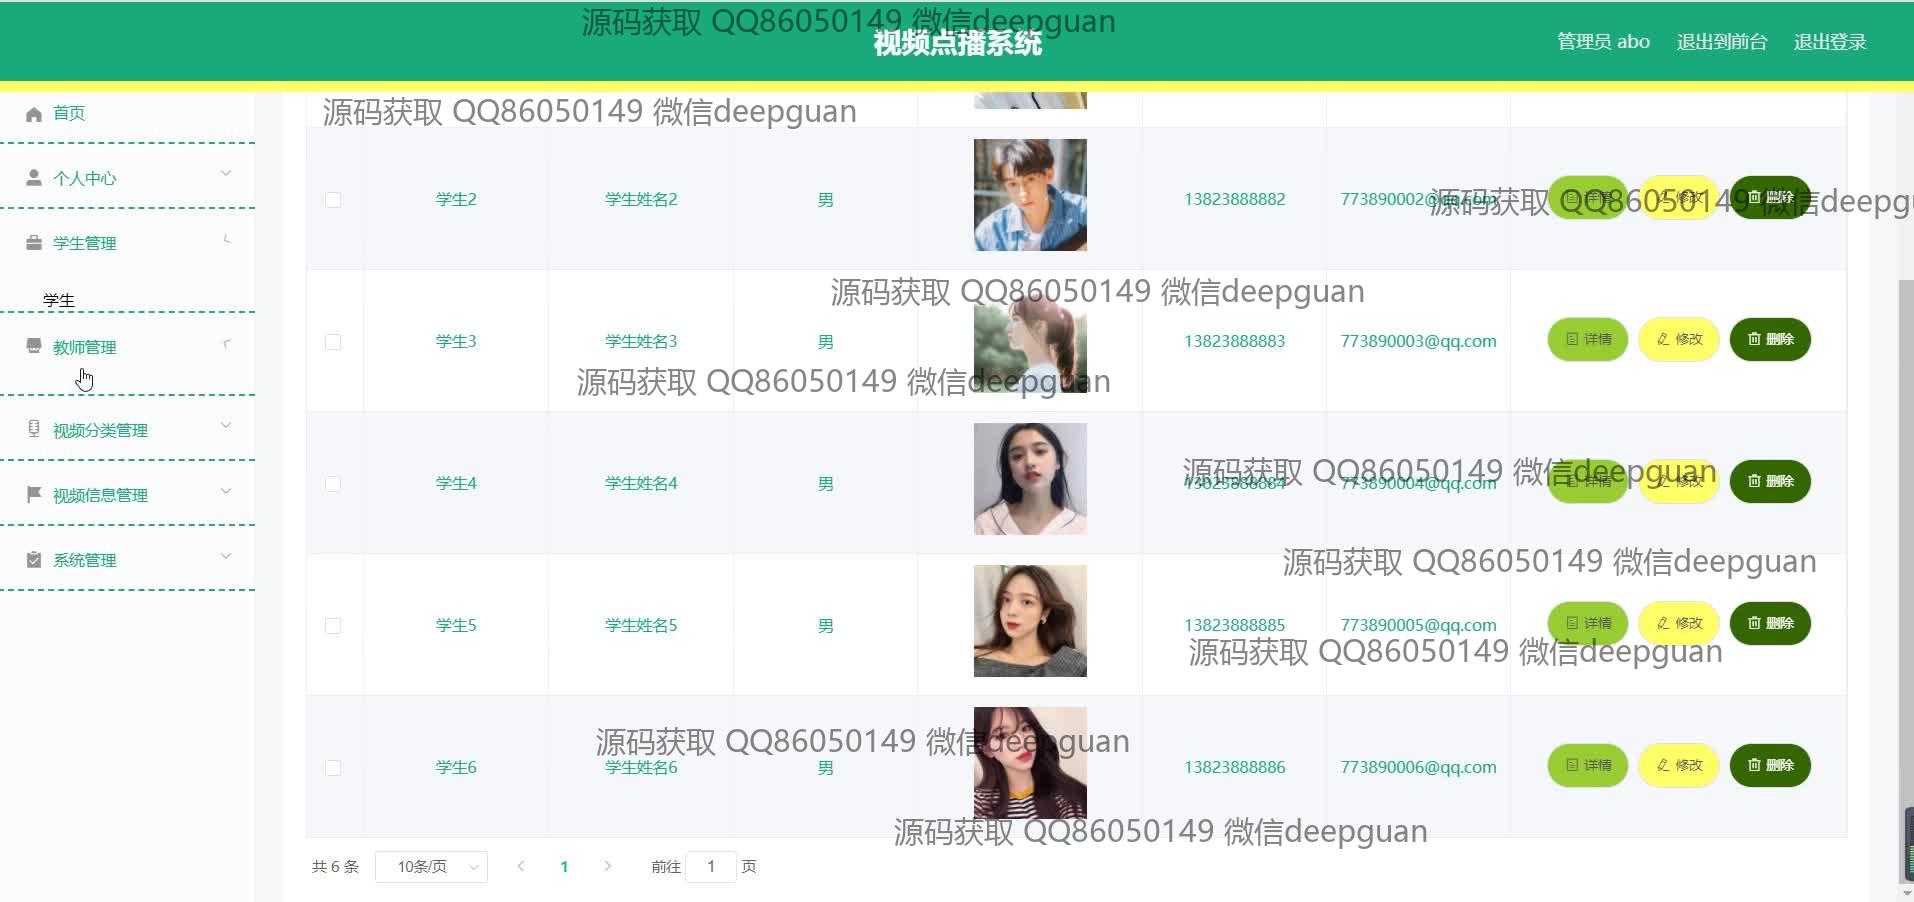 源码获取 QQ86050149 微信deepguan
视频点播系统
管理员 abo 退出到前台 退出登录
首页
源码获取 QQ86050149 微信deepguan
个人中心
学生2 学生姓名2 男 13823888882 773890002@qq.com 详情 修改 删除
源码获取 QQ86050149 微信deepgu
学生管理
源码获取 QQ86050149 微信deepguan
学生
学生3 学生姓名3 男 13823888883 773890003@qq.com 详情 修改 删除
教师管理
源码获取 QQ86050149 微信deepguan
视频分类管理
源码获取 QQ86050149 微信deepguan
学生4 学生姓名4 男 13823888884 773890004@qq.com 详情 修改 删除
视频信息管理
系统管理
源码获取 QQ86050149 微信deepguan
学生5 学生姓名5 男 13823888885 773890005@qq.com 详情 修改 删除
源码获取 QQ86050149 微信deepguan
源码获取 QQ86050149 微信deepguan
学生6 学生姓名6 男 13823888886 773890006@qq.com 详情 修改 删除
源码获取 QQ86050149 微信deepguan
共 6 条 10条/页 1 前往 1 页